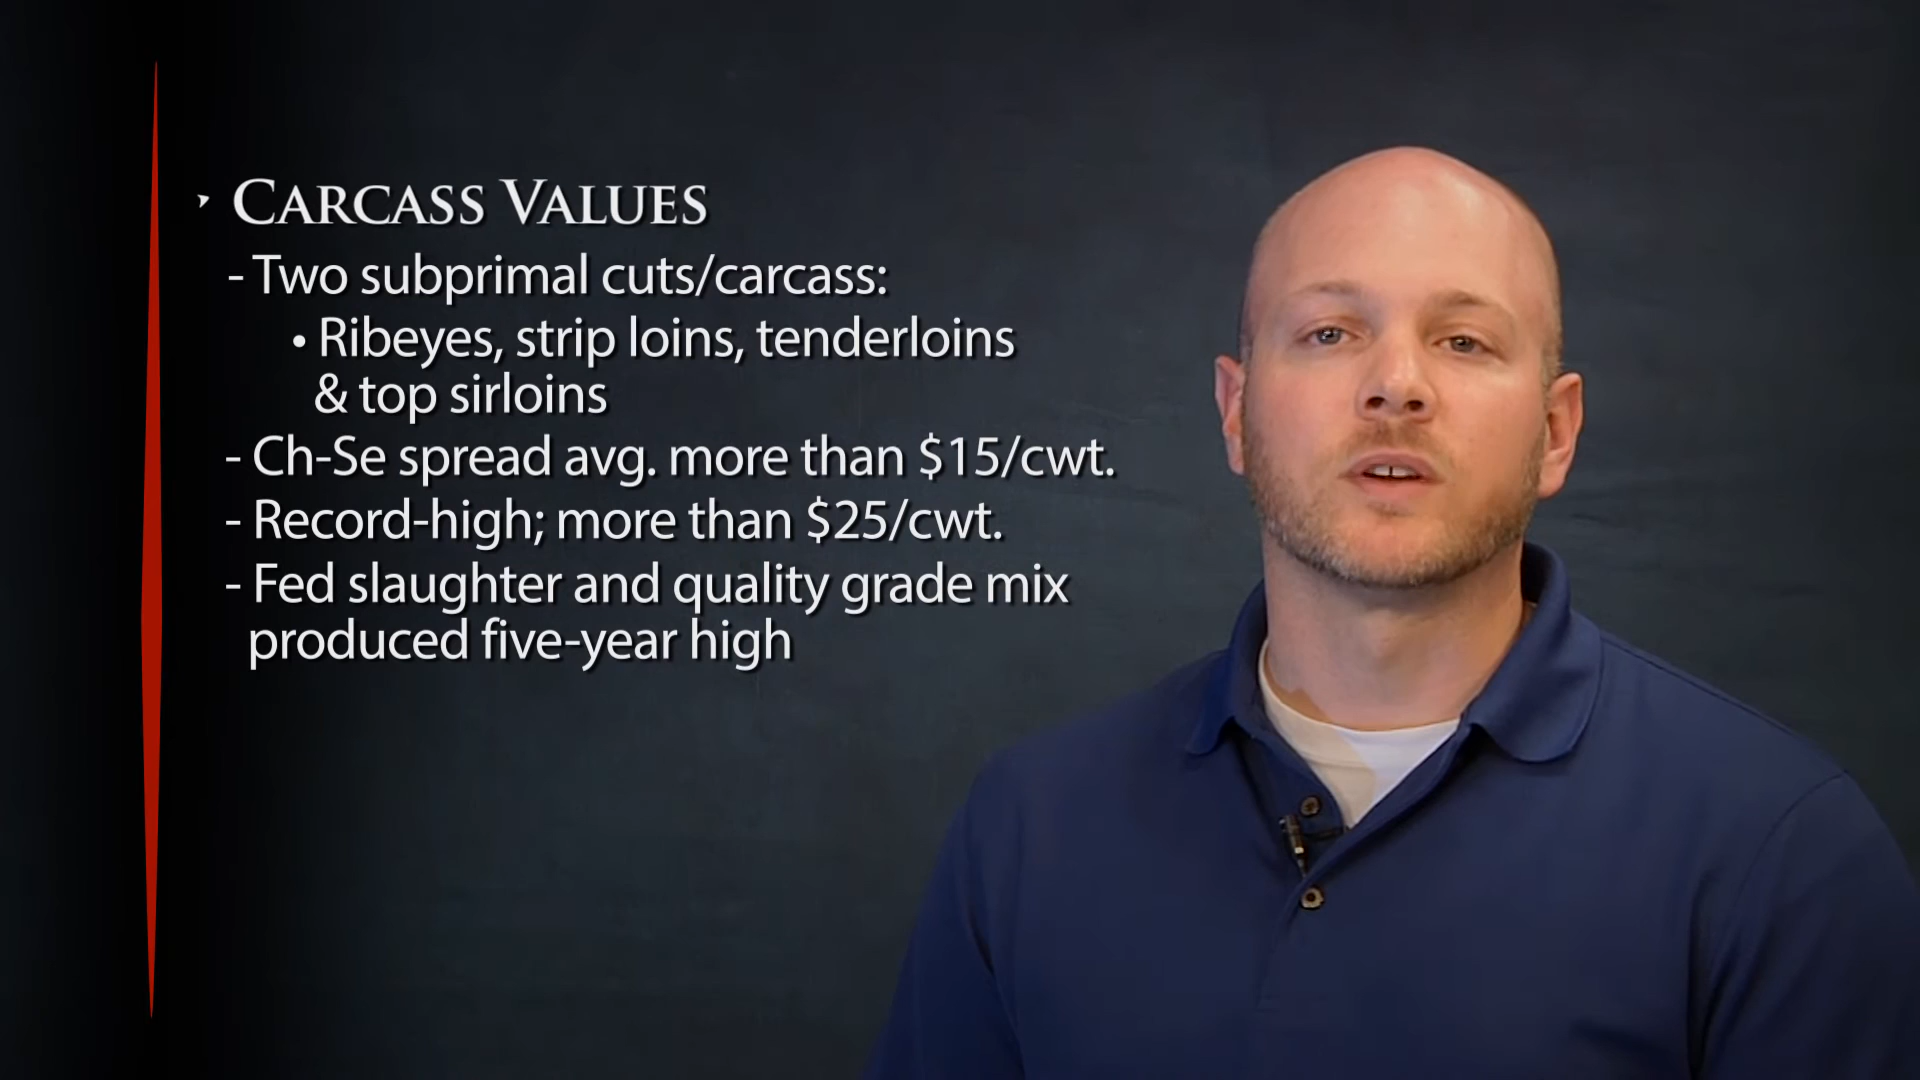 Carcass Values
- Two subprimal cuts/carcass:
• Ribeyes, strip loins, tenderloins
& top sirloins
- Ch-Se spread avg. more than $15/cwt.
- Record-high; more than $25/cwt.
- Fed slaughter and quality grade mix
produced five-year high